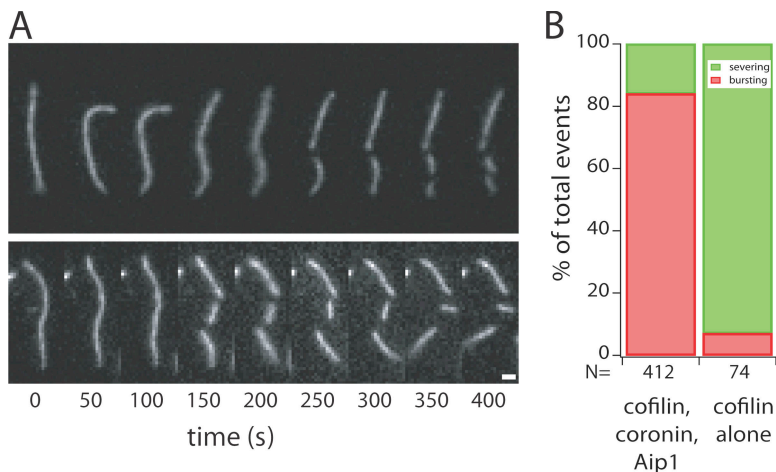 A
0 50 100 150 200 250 300 350 400
time (s)
B
100
80
60
40
20
0
% of total events
severing
bursting
N= 412 74
cofilin, cofilin
coronin, alone
Aip1